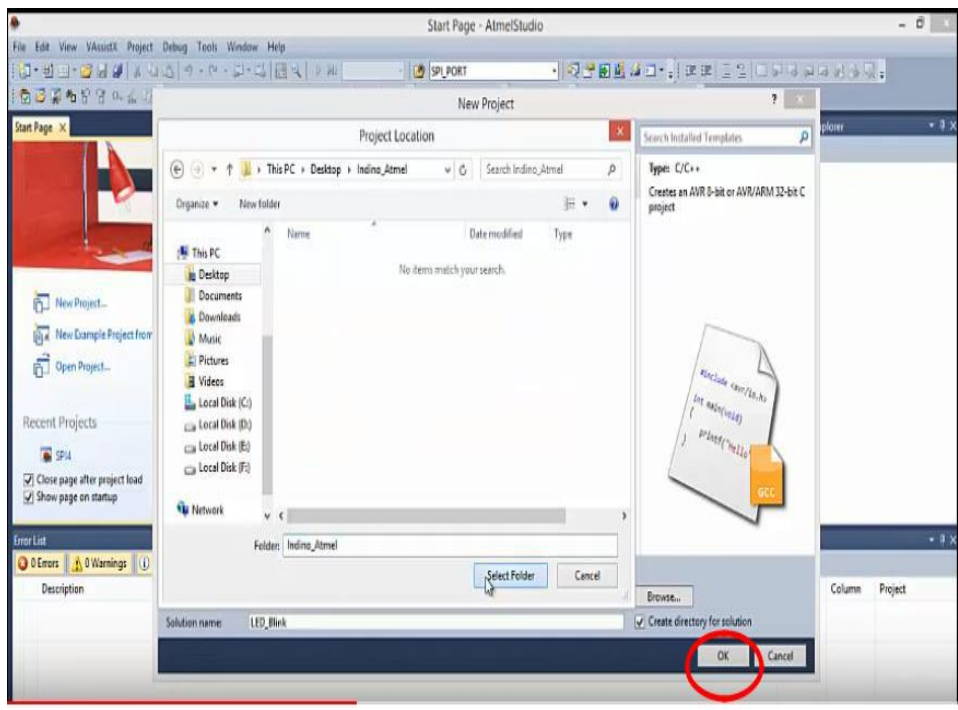 Start Page - AtmelStudio
File Edit View VAssistX Project Debug Tools Window Help
SPI_PORT
New Project
Start Page
plorer
Project Location
Search Installed Templates
This PC Desktop Indino_Atmel
Search Indino_Atmel
Type: C/C++
Creates an AVR 8-bit or AVR/ARM 32-bit C
project
Organize New folder
Name Date modified Type
No items match your search.
This PC
Desktop
Documents
Downloads
Music
Pictures
Videos
Local Disk (C:)
Local Disk (D:)
Local Disk (E:)
Local Disk (F:)
Network
New Project...
New Example Project from
Open Project...
Recent Projects
SPI4
Close page after project load
Show page on startup
#include <avr/io.h>
int main(void)
{
printf("Hello
}
GCC
Folder: Indino_Atmel
Select Folder Cancel
Error List
0 Errors 0 Warnings
Description
Column Project
Browse...
Solution name: LED_Blink
Create directory for solution
OK Cancel